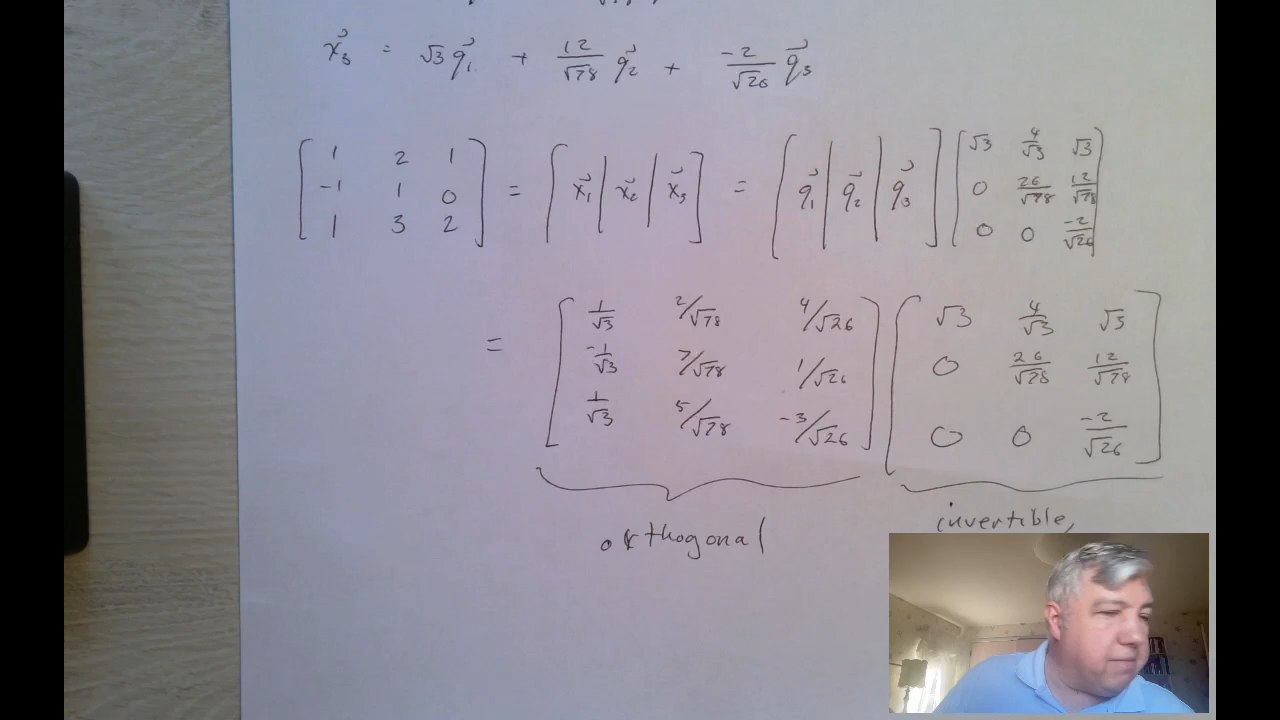 x⃗₃ = √3 q⃗₁ + 12/√78 q⃗₂ + -2/√26 q⃗₃
[1 2 1; -1 1 0; 1 3 2] = [x⃗₁ | x⃗₂ | x⃗₃] = [q⃗₁ | q⃗₂ | q⃗₃] [√3 4/√3 √3; 0 26/√78 12/√78; 0 0 -2/√26]
= [1/√3 2/√78 4/√26; -1/√3 7/√78 1/√26; 1/√3 5/√78 -3/√26] [√3 4/√3 √3; 0 26/√78 12/√78; 0 0 -2/√26]
orthogonal invertible,